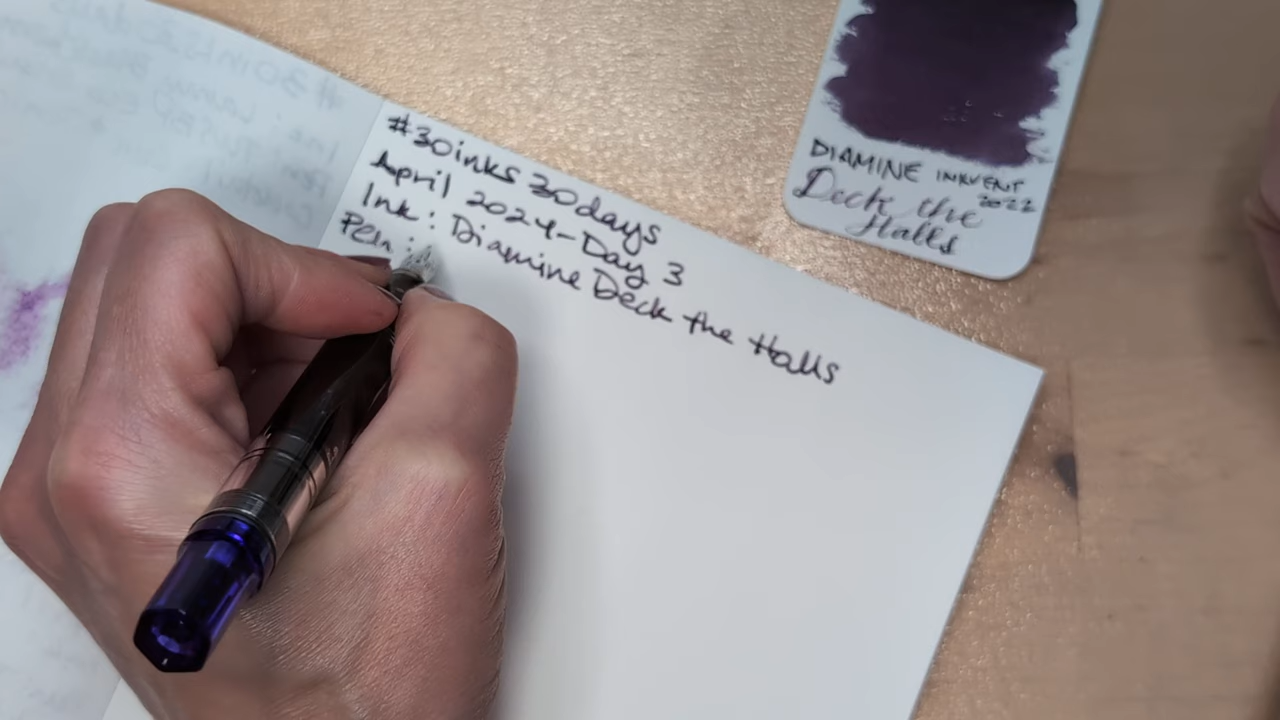 #30inks30days
April 2024-Day 3
Ink: Diamine Deck the Halls
Pen:
DIAMINE INKVENT
2022
Deck the
Halls